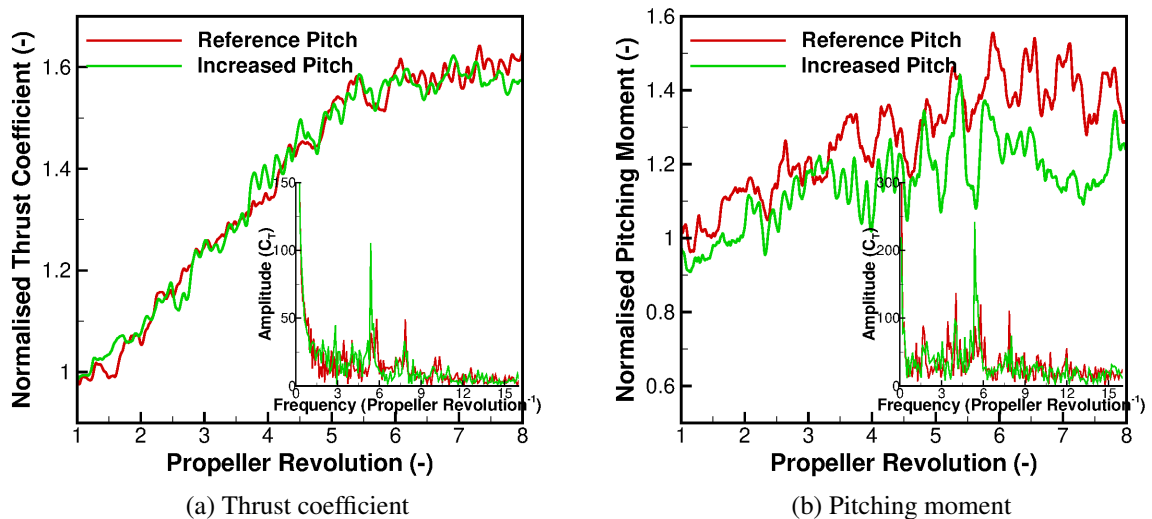 Normalised Thrust Coefficient (-)
1.6
1.4
1.2
1
Reference Pitch
Increased Pitch
Amplitude (C_T)
150
100
50
0
0 3 6 9 12 15
Frequency (Propeller Revolution⁻¹)
1 2 3 4 5 6 7 8
Propeller Revolution (-)
(a) Thrust coefficient
Normalised Pitching Moment (-)
1.6
1.4
1.2
1
0.8
0.6
Reference Pitch
Increased Pitch
Amplitude (C_T)
300
200
100
0
0 3 6 9 12 15
Frequency (Propeller Revolution⁻¹)
1 2 3 4 5 6 7 8
Propeller Revolution (-)
(b) Pitching moment